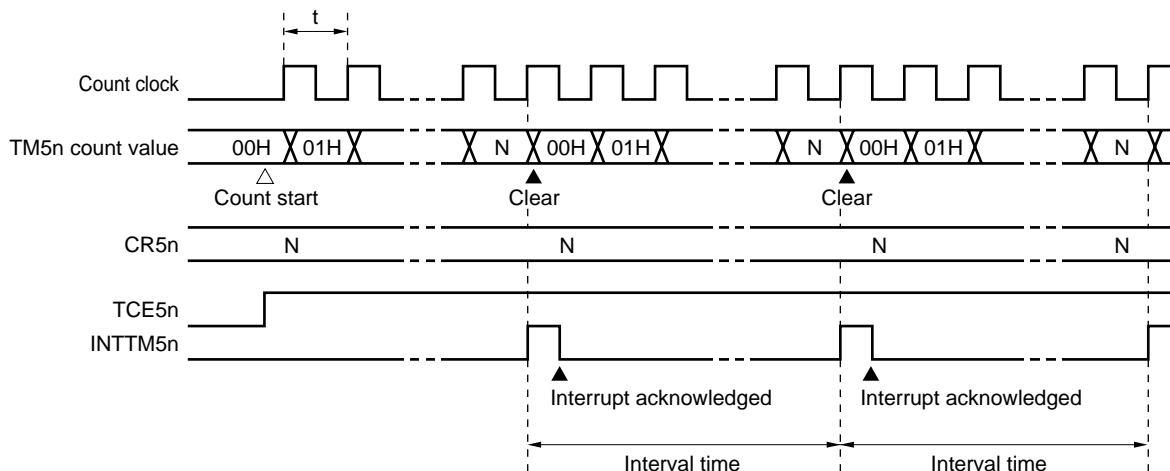 t
Count clock
TM5n count value 00H 01H N 00H 01H N 00H 01H N
Count start Clear Clear
CR5n N N N N
TCE5n
INTTM5n
Interrupt acknowledged Interrupt acknowledged
Interval time Interval time